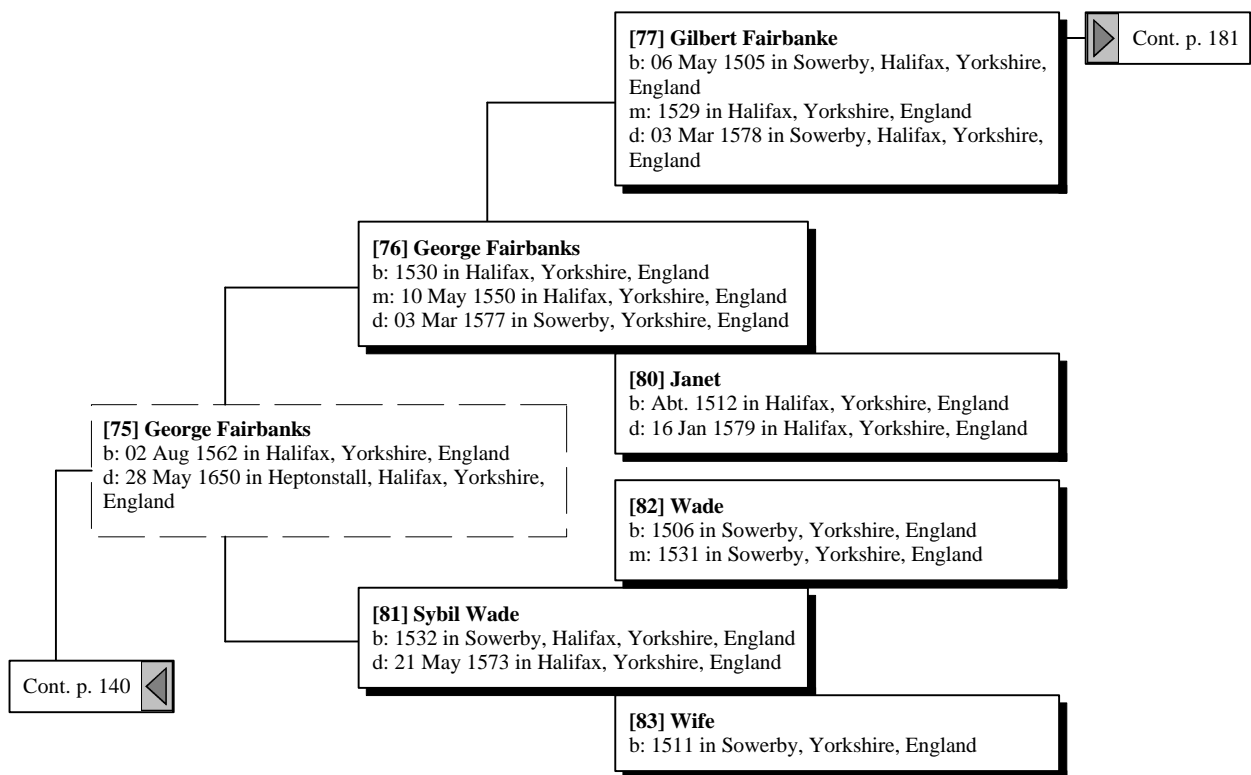 [77] Gilbert Fairbanke
b: 06 May 1505 in Sowerby, Halifax, Yorkshire,
England
m: 1529 in Halifax, Yorkshire, England
d: 03 Mar 1578 in Sowerby, Halifax, Yorkshire,
England
Cont. p. 181
[76] George Fairbanks
b: 1530 in Halifax, Yorkshire, England
m: 10 May 1550 in Halifax, Yorkshire, England
d: 03 Mar 1577 in Sowerby, Yorkshire, England
[80] Janet
b: Abt. 1512 in Halifax, Yorkshire, England
d: 16 Jan 1579 in Halifax, Yorkshire, England
[75] George Fairbanks
b: 02 Aug 1562 in Halifax, Yorkshire, England
d: 28 May 1650 in Heptonstall, Halifax, Yorkshire,
England
[82] Wade
b: 1506 in Sowerby, Yorkshire, England
m: 1531 in Sowerby, Yorkshire, England
[81] Sybil Wade
b: 1532 in Sowerby, Halifax, Yorkshire, England
d: 21 May 1573 in Halifax, Yorkshire, England
Cont. p. 140
[83] Wife
b: 1511 in Sowerby, Yorkshire, England